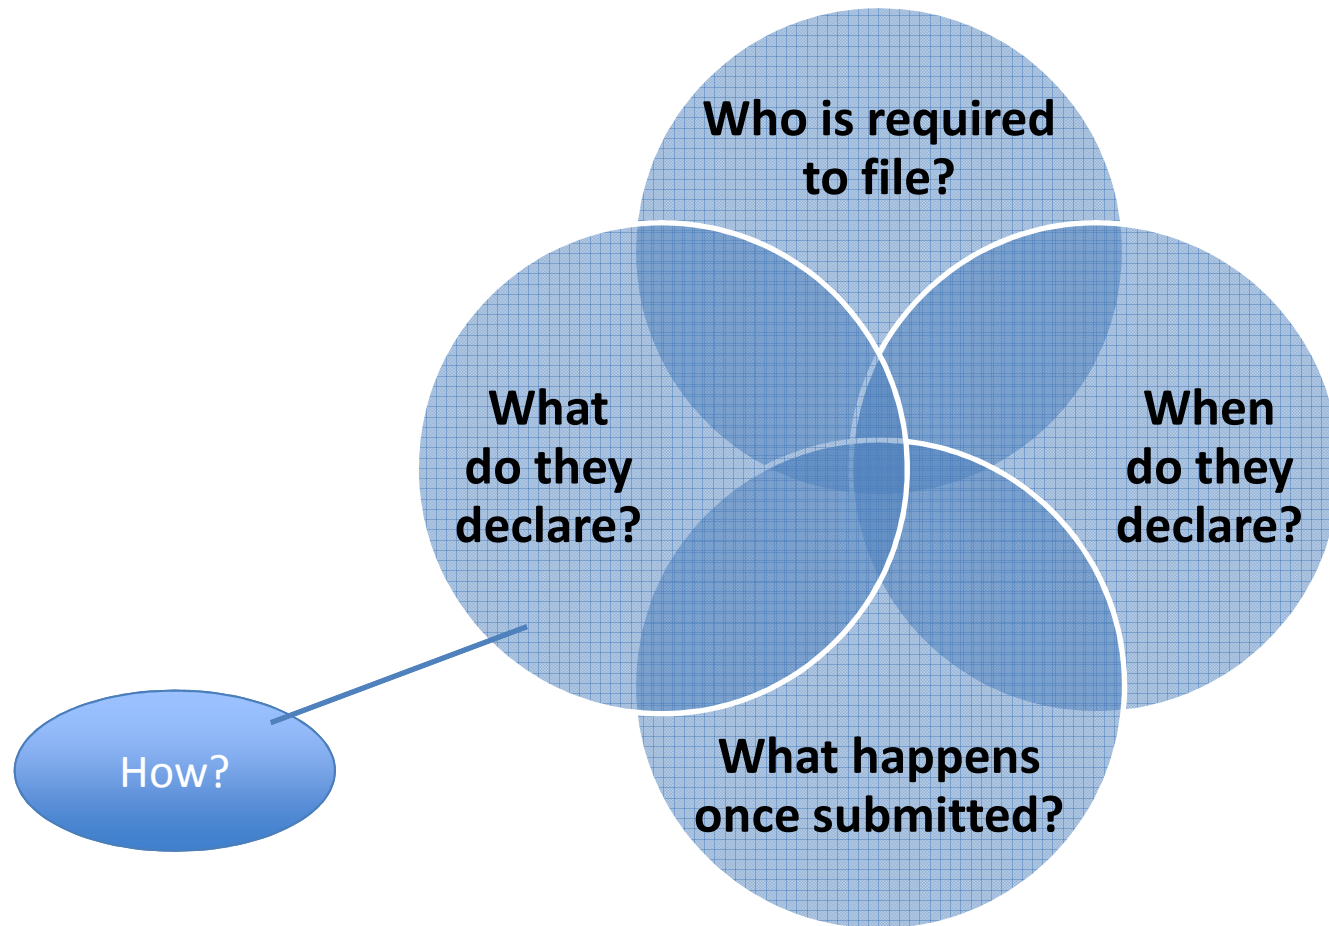 Who is required
to file?
What
do they
declare?
When
do they
declare?
What happens
once submitted?
How?